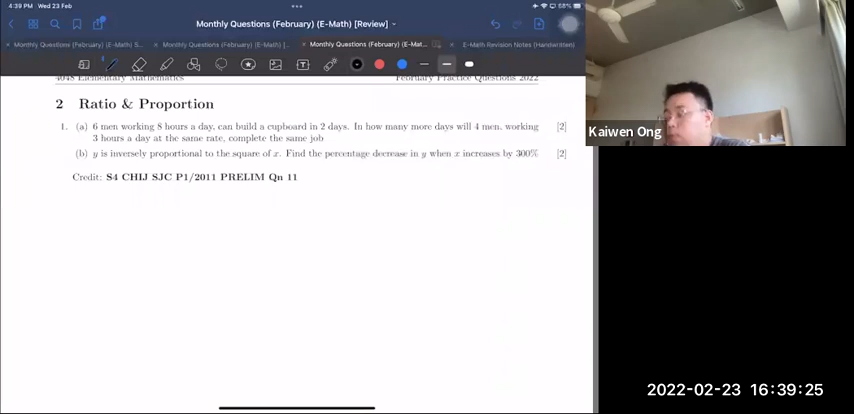 4:39 PM Wed 23 Feb
58%
Monthly Questions (February) (E-Math) [Review]
Monthly Questions (February) (E-Math) S...
Monthly Questions (February) (E-Math) [...
Monthly Questions (February) (E-Mat...
E-Math Revision Notes (Handwritten)
4048 Elementary Mathematics
February Practice Questions 2022
2 Ratio & Proportion
1. (a) 6 men working 8 hours a day, can build a cupboard in 2 days. In how many more days will 4 men, working [2]
3 hours a day at the same rate, complete the same job
(b) y is inversely proportional to the square of x. Find the percentage decrease in y when x increases by 300% [2]
Credit: S4 CHIJ SJC P1/2011 PRELIM Qn 11
Kaiwen Ong
2022-02-23 16:39:25